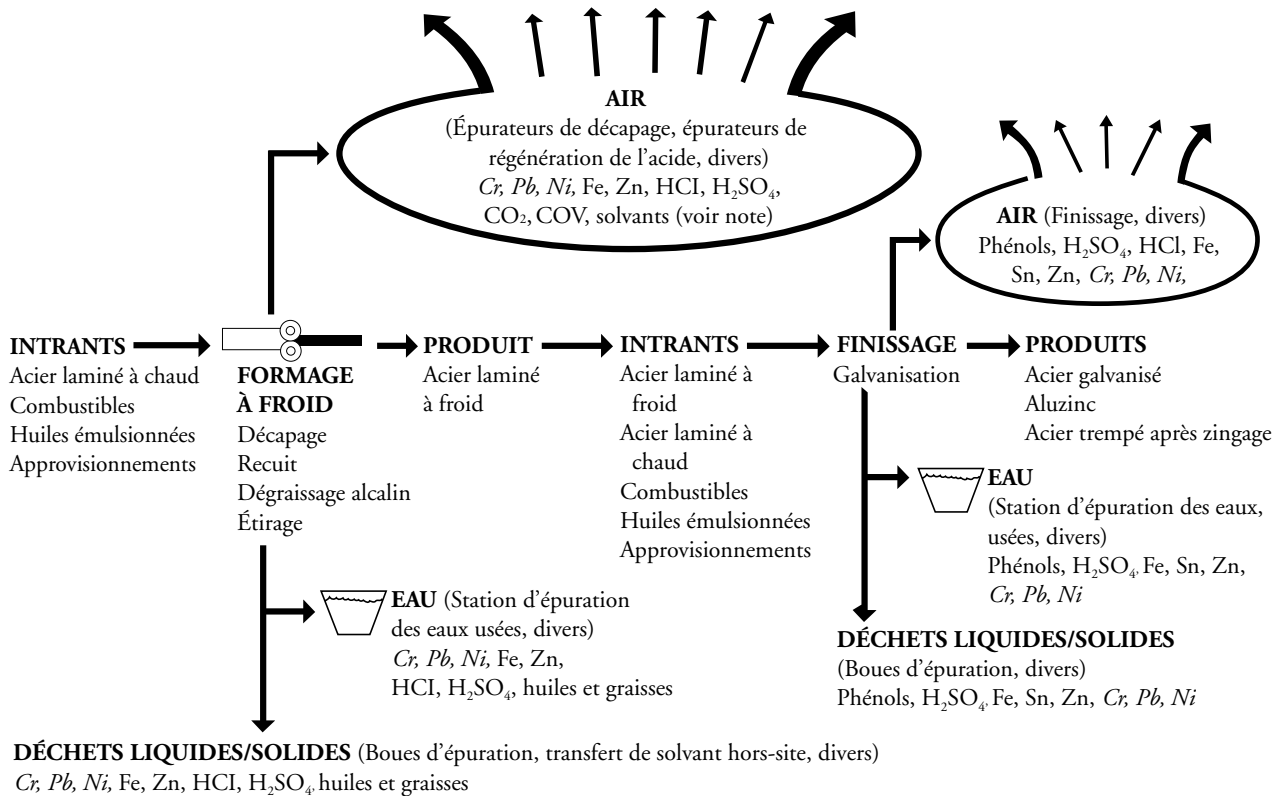 AIR
(Épurateurs de décapage, épurateurs de
régénération de l'acide, divers)
Cr, Pb, Ni, Fe, Zn, HCI, H₂SO₄,
CO₂, COV, solvants (voir note)
AIR (Finissage, divers)
Phénols, H₂SO₄, HCl, Fe,
Sn, Zn, Cr, Pb, Ni,
INTRANTS
Acier laminé à chaud
Combustibles
Huiles émulsionnées
Approvisionnements
FORMAGE
À FROID
Décapage
Recuit
Dégraissage alcalin
Étirage
PRODUIT
Acier laminé
à froid
INTRANTS
Acier laminé à
froid
Acier laminé à
chaud
Combustibles
Huiles émulsionnées
Approvisionnements
FINISSAGE
Galvanisation
PRODUITS
Acier galvanisé
Aluzinc
Acier trempé après zingage
EAU
(Station d'épuration des eaux,
usées, divers)
Phénols, H₂SO₄, Fe, Sn, Zn,
Cr, Pb, Ni
EAU (Station d'épuration
des eaux usées, divers)
Cr, Pb, Ni, Fe, Zn,
HCI, H₂SO₄, huiles et graisses
DÉCHETS LIQUIDES/SOLIDES
(Boues d'épuration, divers)
Phénols, H₂SO₄, Fe, Sn, Zn, Cr, Pb, Ni
DÉCHETS LIQUIDES/SOLIDES (Boues d'épuration, transfert de solvant hors-site, divers)
Cr, Pb, Ni, Fe, Zn, HCI, H₂SO₄, huiles et graisses